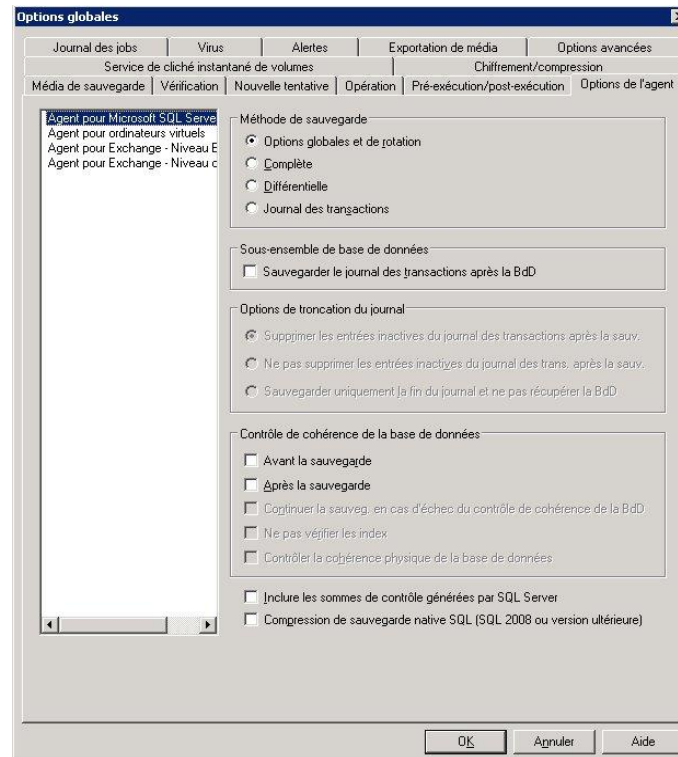 Options globales
Journal des jobs Virus Alertes Exportation de média Options avancées
Service de cliché instantané de volumes Chiffrement/compression
Média de sauvegarde Vérification Nouvelle tentative Opération Pré-exécution/post-exécution Options de l'agent
Agent pour Microsoft SQL Serve
Agent pour ordinateurs virtuels
Agent pour Exchange - Niveau E
Agent pour Exchange - Niveau c
Méthode de sauvegarde
Options globales et de rotation
Complète
Différentielle
Journal des transactions
Sous-ensemble de base de données
Sauvegarder le journal des transactions après la BdD
Options de troncation du journal
Supprimer les entrées inactives du journal des transactions après la sauv.
Ne pas supprimer les entrées inactives du journal des trans. après la sauv.
Sauvegarder uniquement la fin du journal et ne pas récupérer la BdD
Contrôle de cohérence de la base de données
Avant la sauvegarde
Après la sauvegarde
Continuer la sauveg. en cas d'échec du contrôle de cohérence de la BdD
Ne pas vérifier les index
Contrôler la cohérence physique de la base de données
Inclure les sommes de contrôle générées par SQL Server
Compression de sauvegarde native SQL (SQL 2008 ou version ultérieure)
OK Annuler Aide